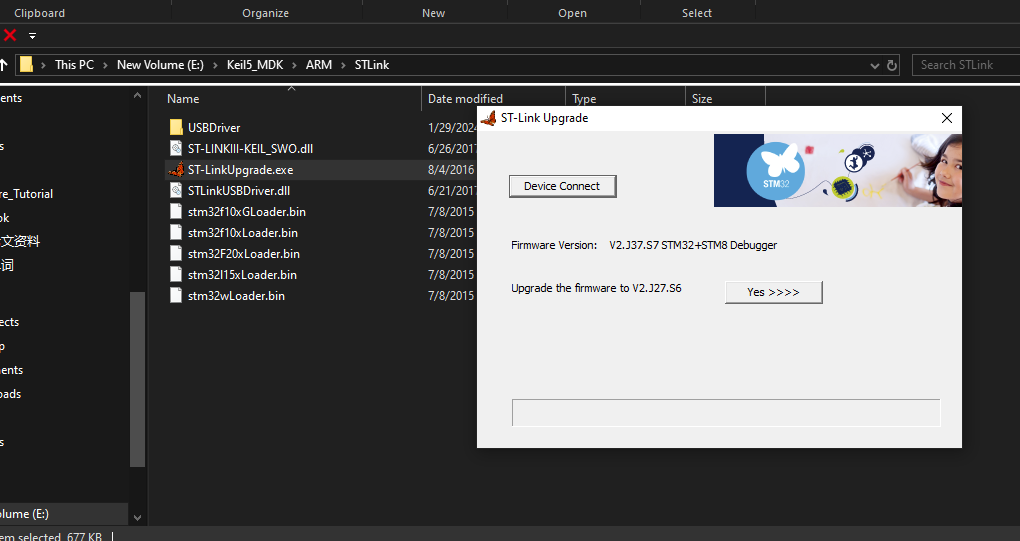 Clipboard Organize New Open Select
This PC New Volume (E:) Keil5_MDK ARM STLink Search STLink
ents
Name Date modified Type Size
s
re_Tutorial
ok
文资料
词
ects
p
ents
oads
s
olume (E:)
USBDriver 1/29/2024
ST-LINKIII-KEIL_SWO.dll 6/26/2017
ST-LinkUpgrade.exe 8/4/2016
STLinkUSBDriver.dll 6/21/2017
stm32f10xGLoader.bin 7/8/2015
stm32f10xLoader.bin 7/8/2015
stm32F20xLoader.bin 7/8/2015
stm32l15xLoader.bin 7/8/2015
stm32wLoader.bin 7/8/2015
ST-Link Upgrade
STM32
Device Connect
Firmware Version: V2.J37.S7 STM32+STM8 Debugger
Upgrade the firmware to V2.J27.S6 Yes >>>>
em selected 677 KB